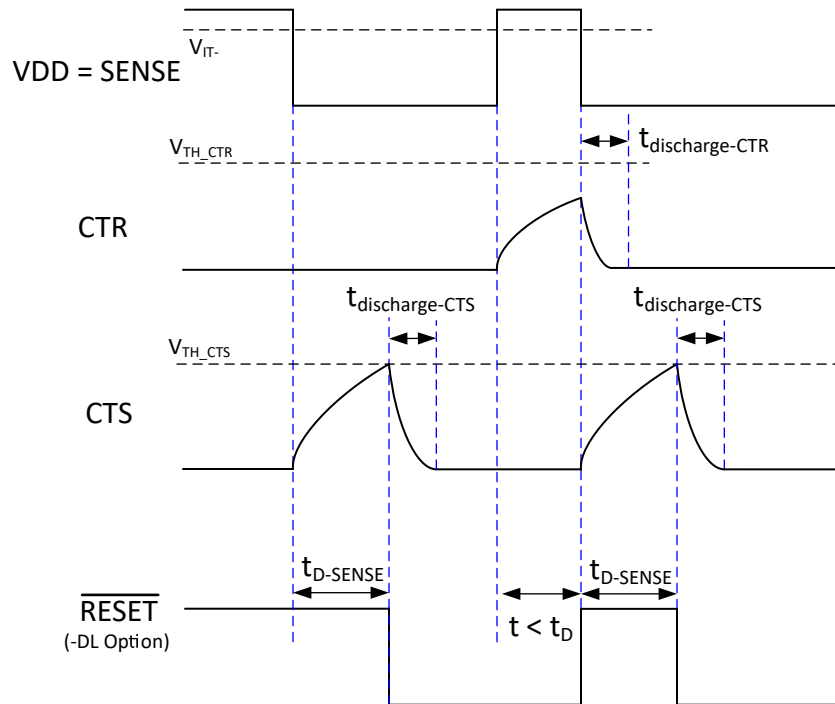 V_IT-
VDD = SENSE
t_discharge-CTR
V_TH_CTR
CTR
t_discharge-CTS
t_discharge-CTS
V_TH_CTS
CTS
t_D-SENSE
t_D-SENSE
RESET
(-DL Option)
t < t_D